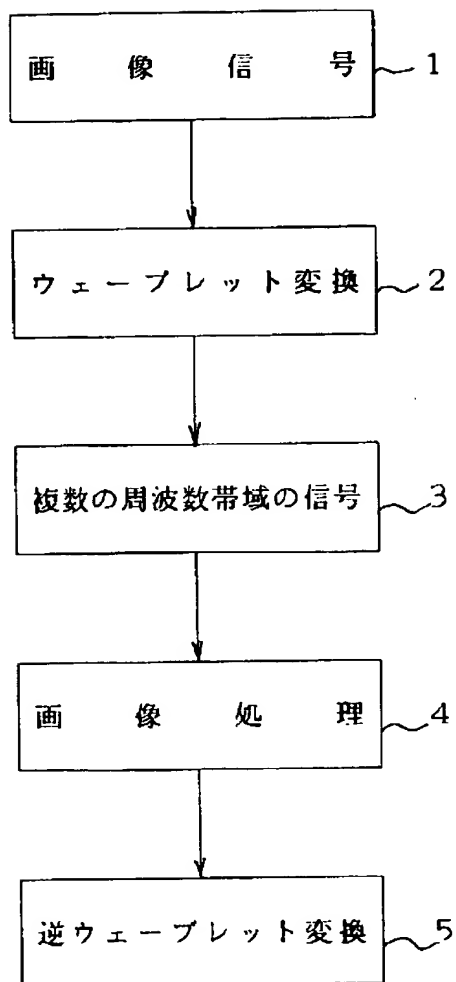 画像信号 1
ウェーブレット変換 2
複数の周波数帯域の信号 3
画像処理 4
逆ウェーブレット変換 5